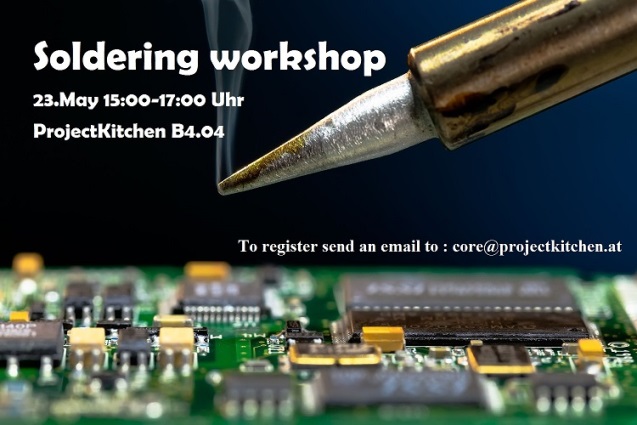 Soldering workshop
23.May 15:00-17:00 Uhr
ProjectKitchen B4.04
To register send an email to : core@projectkitchen.at